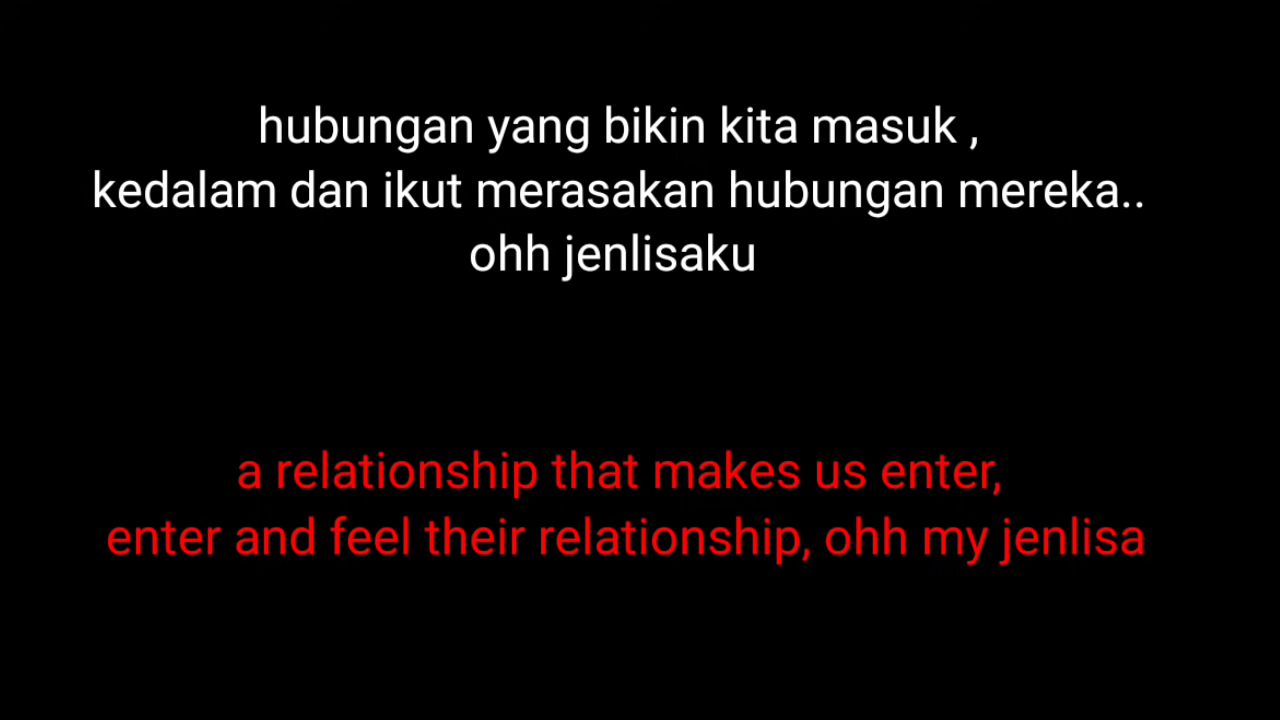 hubungan yang bikin kita masuk ,
kedalam dan ikut merasakan hubungan mereka..
ohh jenlisaku
a relationship that makes us enter,
enter and feel their relationship, ohh my jenlisa